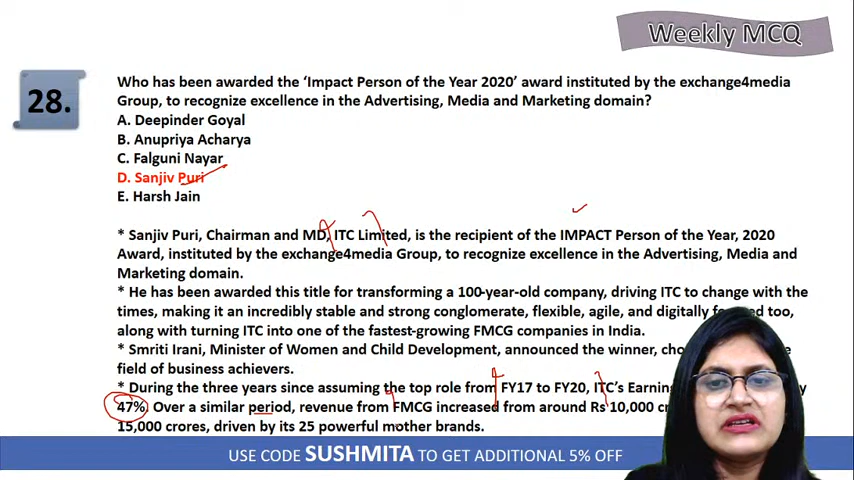 Weekly MCQ
28.
Who has been awarded the ‘Impact Person of the Year 2020’ award instituted by the exchange4media
Group, to recognize excellence in the Advertising, Media and Marketing domain?
A. Deepinder Goyal
B. Anupriya Acharya
C. Falguni Nayar
D. Sanjiv Puri
E. Harsh Jain
* Sanjiv Puri, Chairman and MD, ITC Limited, is the recipient of the IMPACT Person of the Year, 2020
Award, instituted by the exchange4media Group, to recognize excellence in the Advertising, Media and
Marketing domain.
* He has been awarded this title for transforming a 100-year-old company, driving ITC to change with the
times, making it an incredibly stable and strong conglomerate, flexible, agile, and digitally too,
along with turning ITC into one of the fastest-growing FMCG companies in India.
* Smriti Irani, Minister of Women and Child Development, announced the winner,
field of business achievers.
* During the three years since assuming the top role from FY17 to FY20, ITC’s
47%. Over a similar period, revenue from FMCG increased from around Rs 10,000
15,000 crores, driven by its 25 powerful mother brands.
USE CODE SUSHMITA TO GET ADDITIONAL 5% OFF